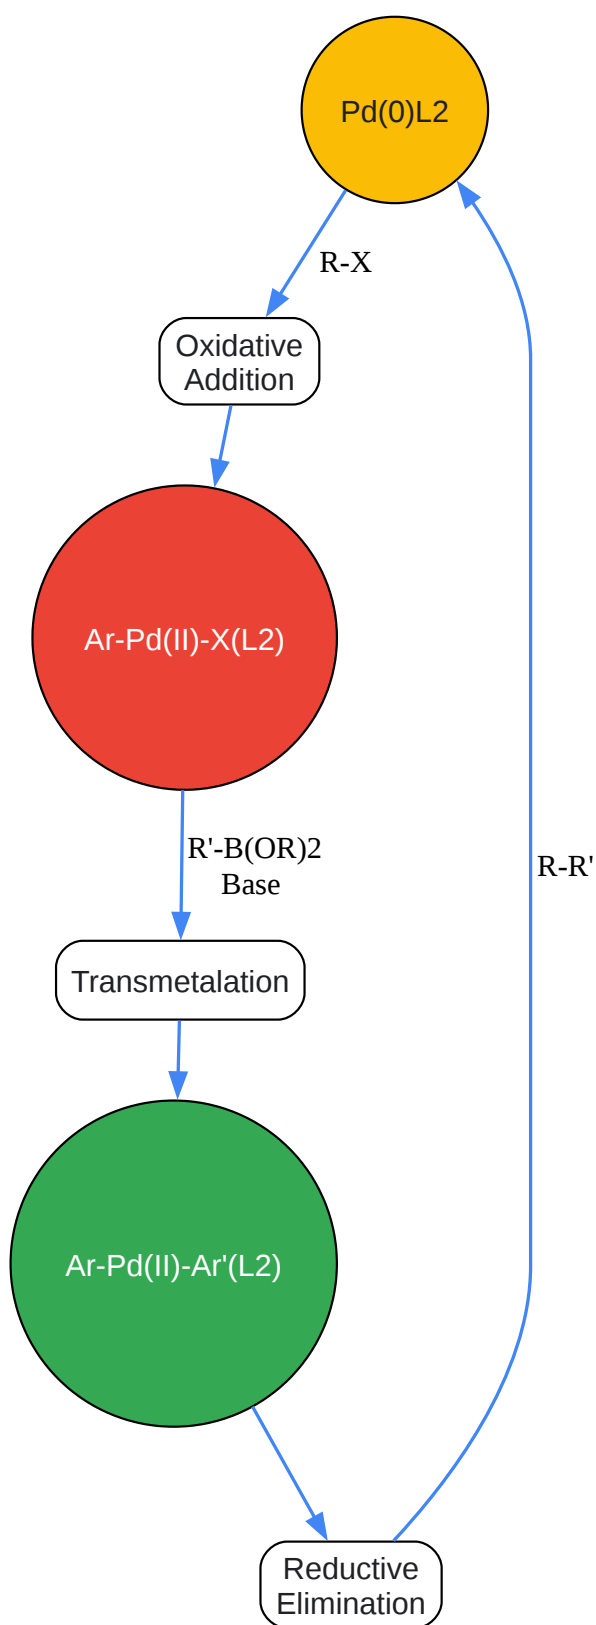 Pd(0)L2
R-X
Oxidative
Addition
Ar-Pd(II)-X(L2)
R'-B(OR)2
Base
R-R'
Transmetalation
Ar-Pd(II)-Ar'(L2)
Reductive
Elimination